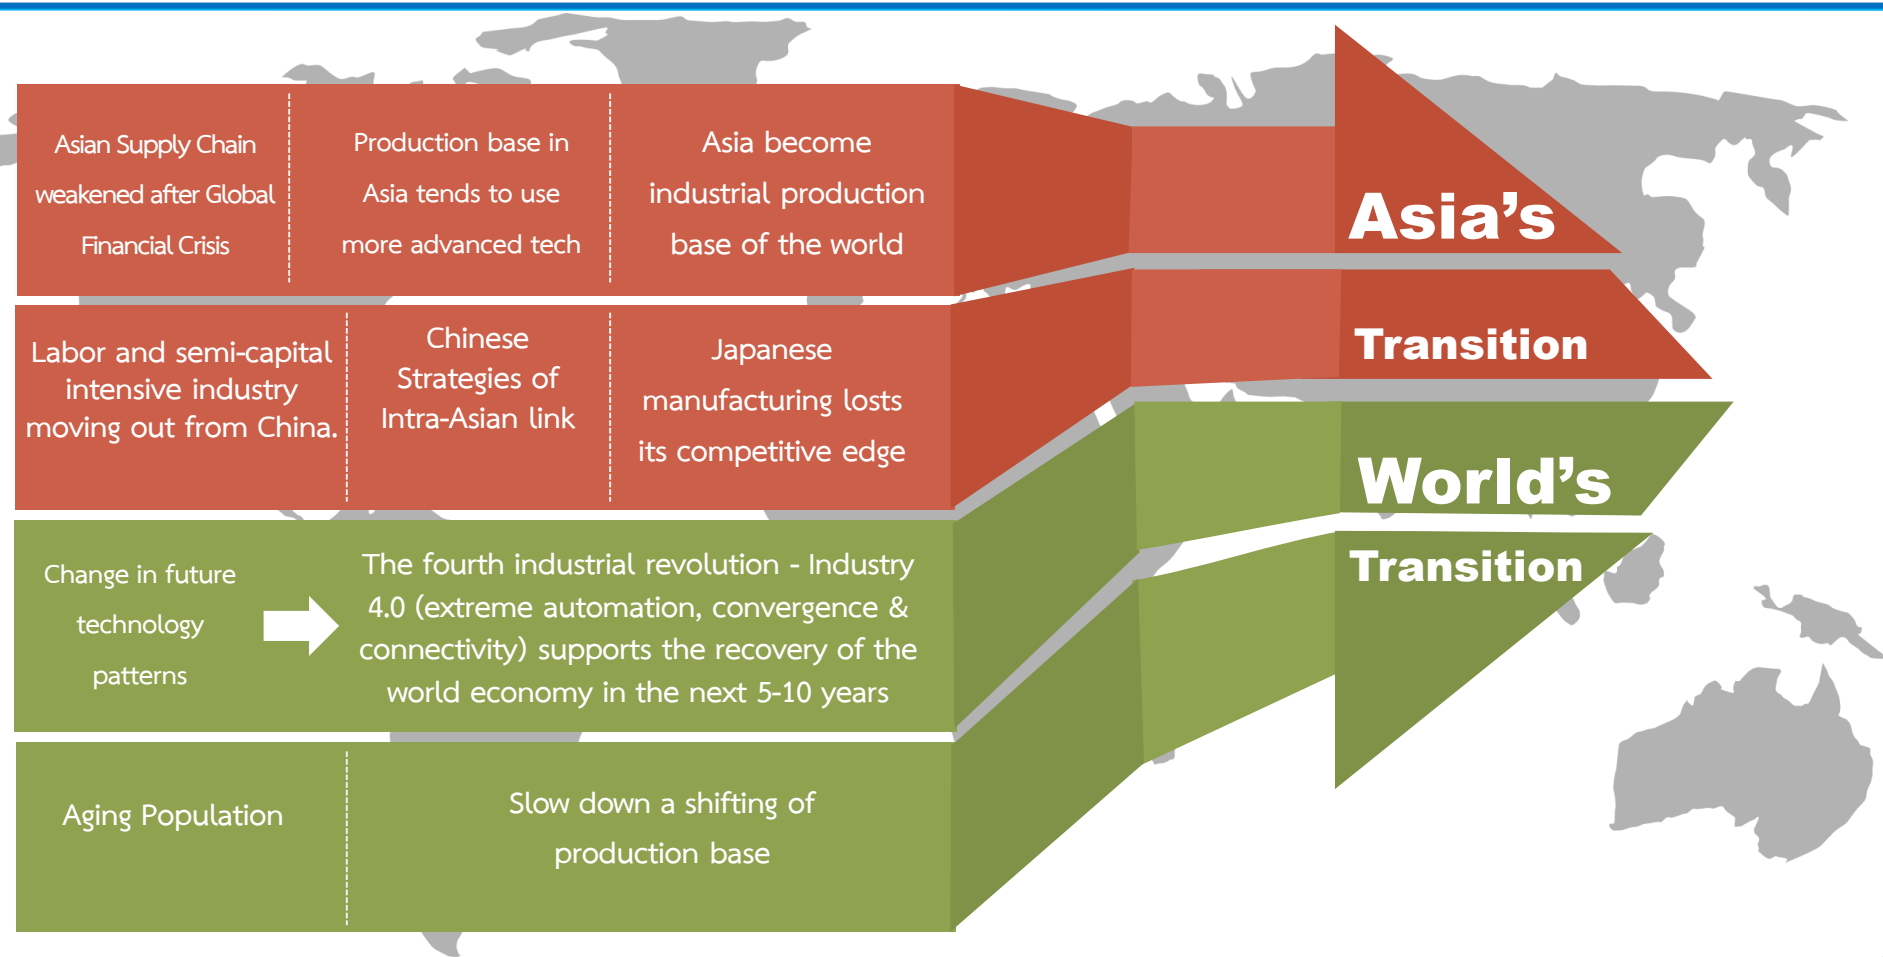 Asian Supply Chain
weakened after Global
Financial Crisis
Production base in
Asia tends to use
more advanced tech
Asia become
industrial production
base of the world
Asia's
Labor and semi-capital
intensive industry
moving out from China.
Chinese
Strategies of
Intra-Asian link
Japanese
manufacturing losts
its competitive edge
Transition
Change in future
technology
patterns
The fourth industrial revolution - Industry
4.0 (extreme automation, convergence &
connectivity) supports the recovery of the
world economy in the next 5-10 years
World's
Transition
Aging Population
Slow down a shifting of
production base